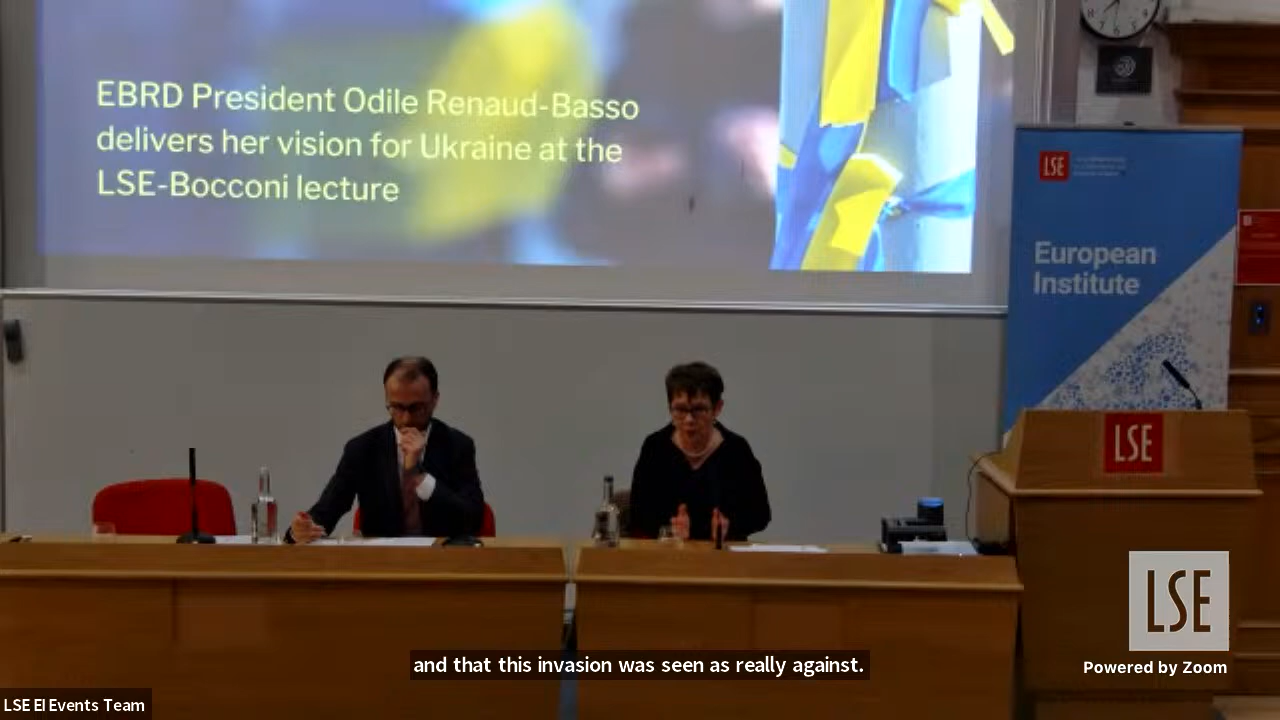 EBRD President Odile Renaud-Basso
delivers her vision for Ukraine at the
LSE-Bocconi lecture
LSE
European
Institute
LSE
LSE
and that this invasion was seen as really against.
Powered by Zoom
LSE EI Events Team